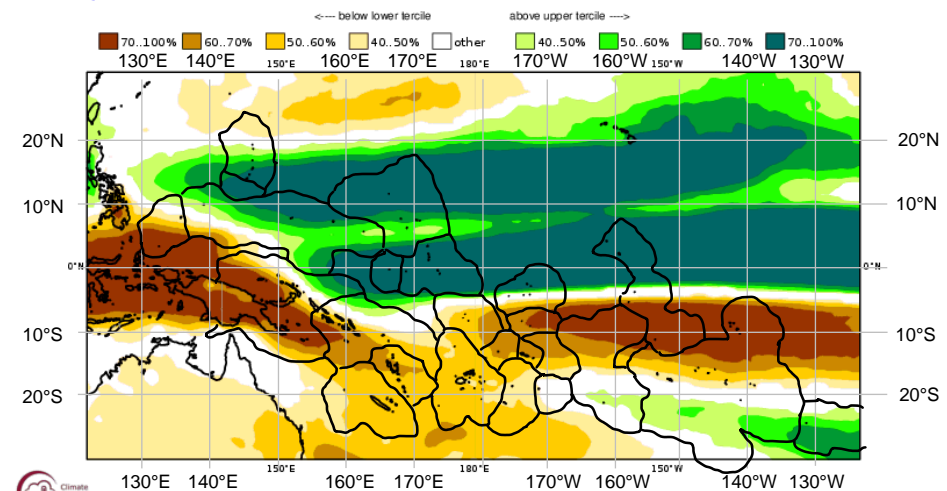 <---- below lower tercile above upper tercile ---->
70..100% 60..70% 50..60% 40..50% other 40..50% 50..60% 60..70% 70..100%
130°E 140°E 150°E 160°E 170°E 180°E 170°W 160°W 150°W 140°W 130°W
20°N 20°N
10°N 10°N
0°N 0°N
10°S 10°S
20°S 20°S
130°E 140°E 150°E 160°E 170°E 180°E 170°W 160°W 150°W 140°W 130°W
Climate